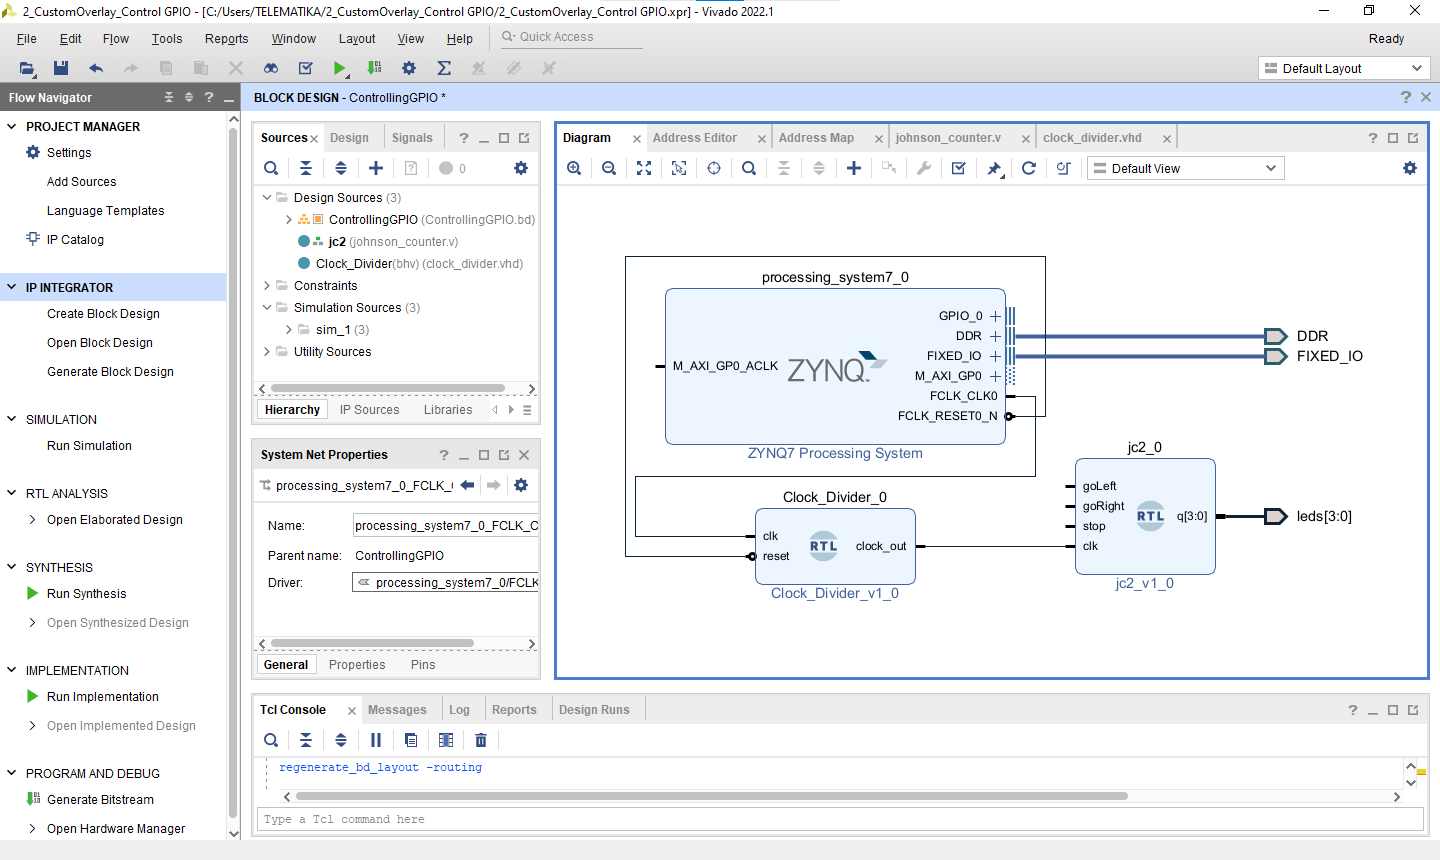 2_CustomOverlay_Control GPIO - [C:/Users/TELEMATIKA/2_CustomOverlay_Control GPIO/2_CustomOverlay_Control GPIO.xpr] - Vivado 2022.1
File Edit Flow Tools Reports Window Layout View Help Quick Access Ready
Default Layout
Flow Navigator
PROJECT MANAGER
Settings
Add Sources
Language Templates
IP Catalog
IP INTEGRATOR
Create Block Design
Open Block Design
Generate Block Design
SIMULATION
Run Simulation
RTL ANALYSIS
Open Elaborated Design
SYNTHESIS
Run Synthesis
Open Synthesized Design
IMPLEMENTATION
Run Implementation
Open Implemented Design
PROGRAM AND DEBUG
Generate Bitstream
Open Hardware Manager
BLOCK DESIGN - ControllingGPIO *
Sources Design Signals
0
Design Sources (3)
ControllingGPIO (ControllingGPIO.bd)
jc2 (johnson_counter.v)
Clock_Divider(bhv) (clock_divider.vhd)
Constraints
Simulation Sources (3)
sim_1 (3)
Utility Sources
Hierarchy IP Sources Libraries
System Net Properties
processing_system7_0_FCLK_
Name: processing_system7_0_FCLK_C
Parent name: ControllingGPIO
Driver: processing_system7_0/FCLK
General Properties Pins
Diagram Address Editor Address Map johnson_counter.v clock_divider.vhd
Default View
processing_system7_0
GPIO_0
DDR
FIXED_IO
M_AXI_GP0_ACLK
ZYNQ
M_AXI_GP0
FCLK_CLK0
FCLK_RESET0_N
ZYNQ7 Processing System
DDR
FIXED_IO
Clock_Divider_0
clk
reset
RTL
clock_out
Clock_Divider_v1_0
jc2_0
goLeft
goRight
stop
clk
RTL
q[3:0]
jc2_v1_0
leds[3:0]
Tcl Console Messages Log Reports Design Runs
regenerate_bd_layout -routing
Type a Tcl command here